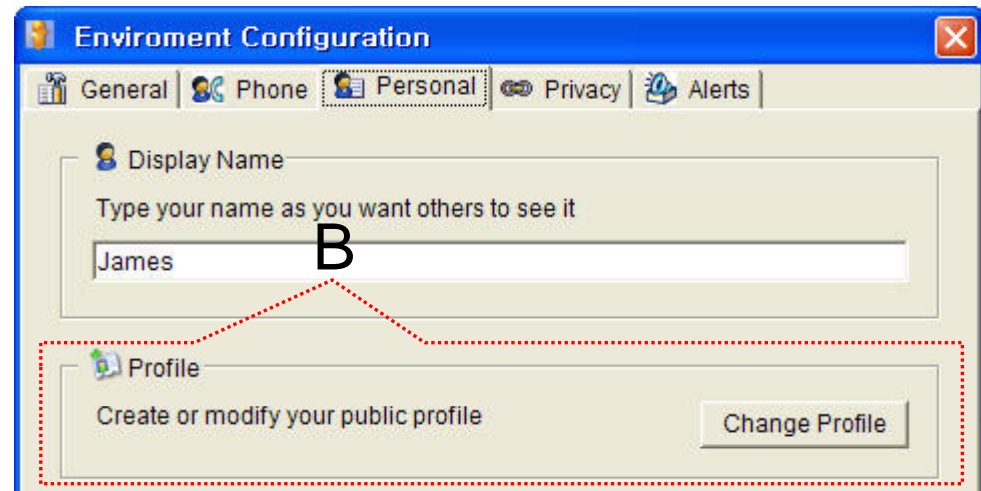 Enviroment Configuration
General Phone Personal Privacy Alerts
Display Name
Type your name as you want others to see it
James
B
Profile
Create or modify your public profile
Change Profile